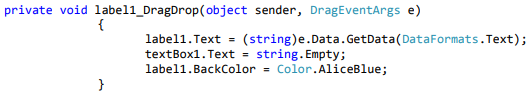 private void label1_DragDrop(object sender, DragEventArgs e)
{
label1.Text = (string)e.Data.GetData(DataFormats.Text);
textBox1.Text = string.Empty;
label1.BackColor = Color.AliceBlue;
}